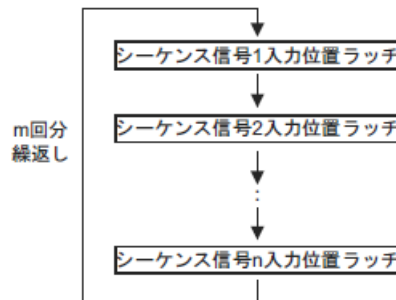 シーケンス信号1入力位置ラッチ
シーケンス信号2入力位置ラッチ
m回分
繰返し
:
シーケンス信号n入力位置ラッチ